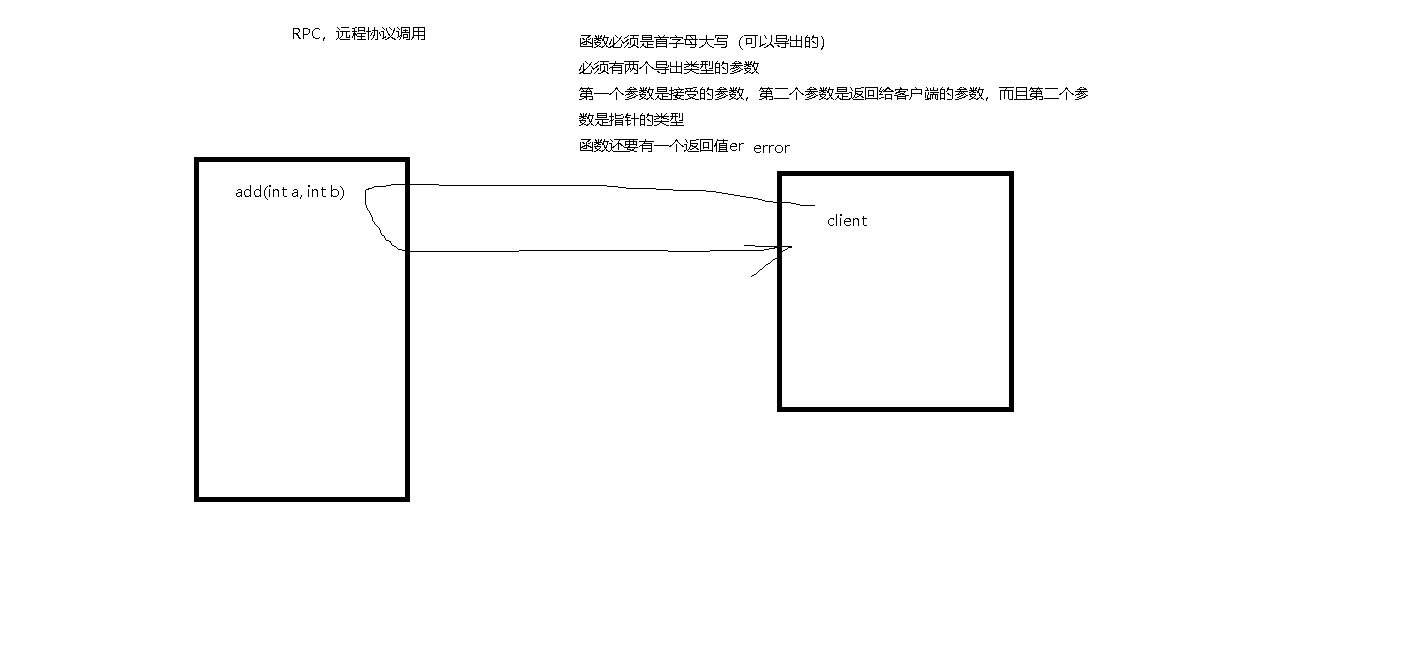 RPC，远程协议调用
函数必须是首字母大写（可以导出的）
必须有两个导出类型的参数
第一个参数是接受的参数，第二个参数是返回给客户端的参数，而且第二个参
数是指针的类型
函数还要有一个返回值er error
add(int a, int b)
client